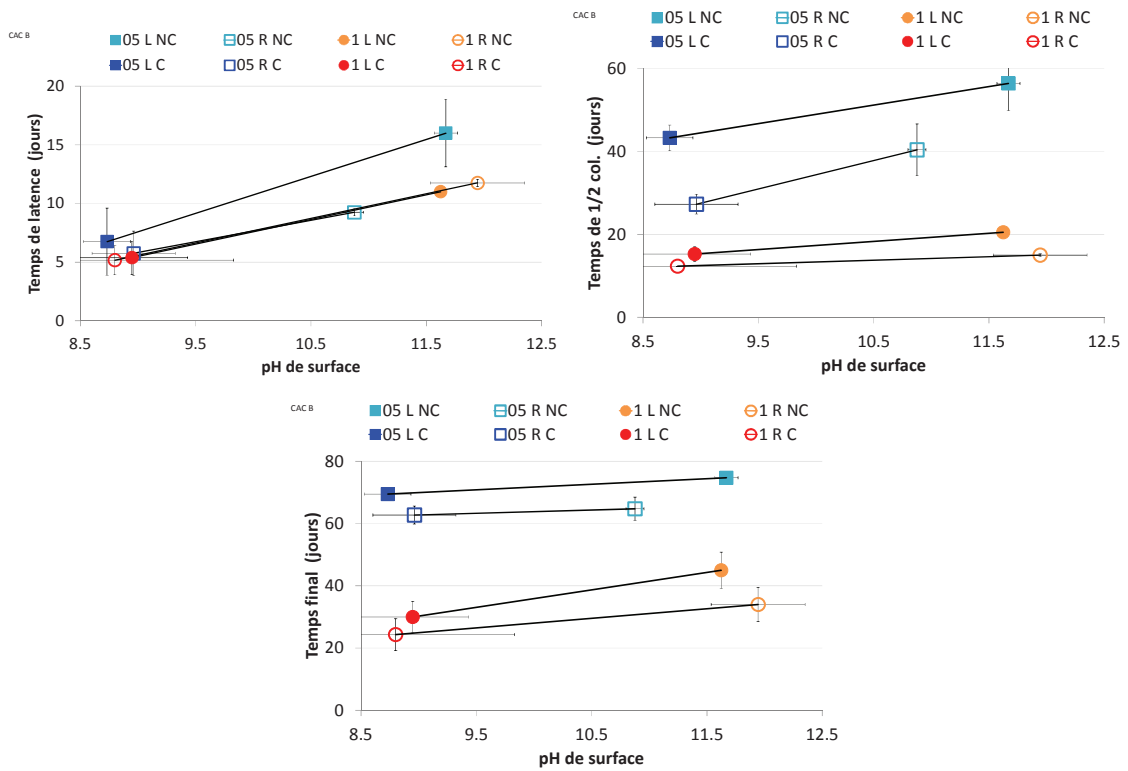 CAC B
05 L NC 05 R NC 1 L NC 1 R NC
05 L C 05 R C 1 L C 1 R C
Temps de latence (jours)
20
15
10
5
0
8.5 9.5 10.5 11.5 12.5
pH de surface
CAC B
05 L NC 05 R NC 1 L NC 1 R NC
05 L C 05 R C 1 L C 1 R C
Temps de 1/2 col. (jours)
60
40
20
0
8.5 9.5 10.5 11.5 12.5
pH de surface
CAC B
05 L NC 05 R NC 1 L NC 1 R NC
05 L C 05 R C 1 L C 1 R C
Temps final (jours)
80
60
40
20
0
8.5 9.5 10.5 11.5 12.5
pH de surface